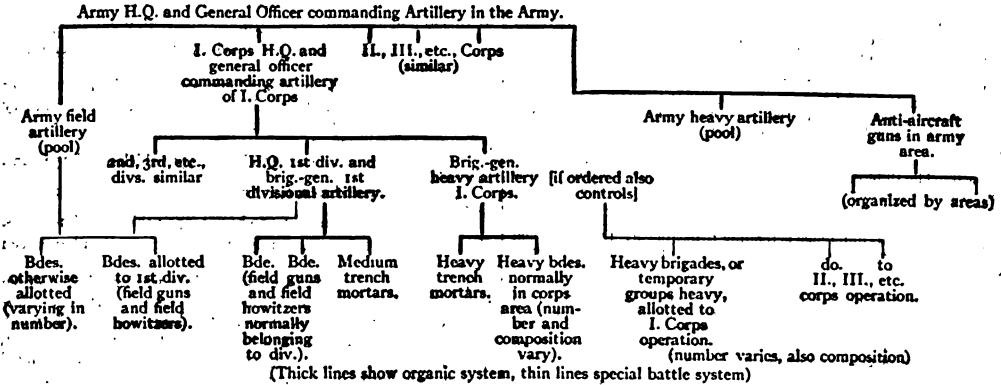 Army H.Q. and General Officer commanding Artillery in the Army.
I. Corps H.Q. and
general officer
commanding artillery
of I. Corps
II., III., etc., Corps
(similar)
Army field
artillery
(pool)
Army heavy artillery
(pool)
Anti-aircraft
guns in army
area.
2nd, 3rd, etc.,
divs. similar
H.Q. 1st div. and
brig.-gen. 1st
divisional artillery.
Brig.-gen.
heavy artillery
I. Corps.
[if ordered also
controls]
(organized by areas)
Bdes.
otherwise
allotted
(varying in
number).
Bdes. allotted
to 1st div.
(field guns
and field
howitzers).
Bde. Bde.
(field guns
and field
howitzers
normally
belonging
to div.).
Medium
trench
mortars.
Heavy
trench
mortars.
Heavy bdes.
normally
in corps
area (num-
ber and
composition
vary).
Heavy brigades, or
temporary
groups heavy,
allotted to
I. Corps
operation.
do. to
II., III., etc.
corps operation.
(number varies, also composition)
(Thick lines show organic system, thin lines special battle system)